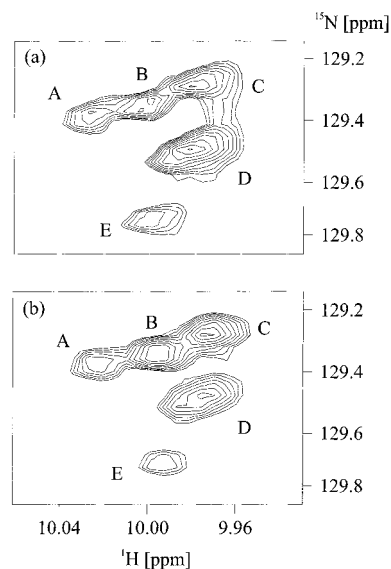 ¹⁵N [ppm]
(a)
A
B
C
D
E
129.2
129.4
129.6
129.8
(b)
A
B
C
D
E
129.2
129.4
129.6
129.8
10.04
10.00
9.96
¹H [ppm]